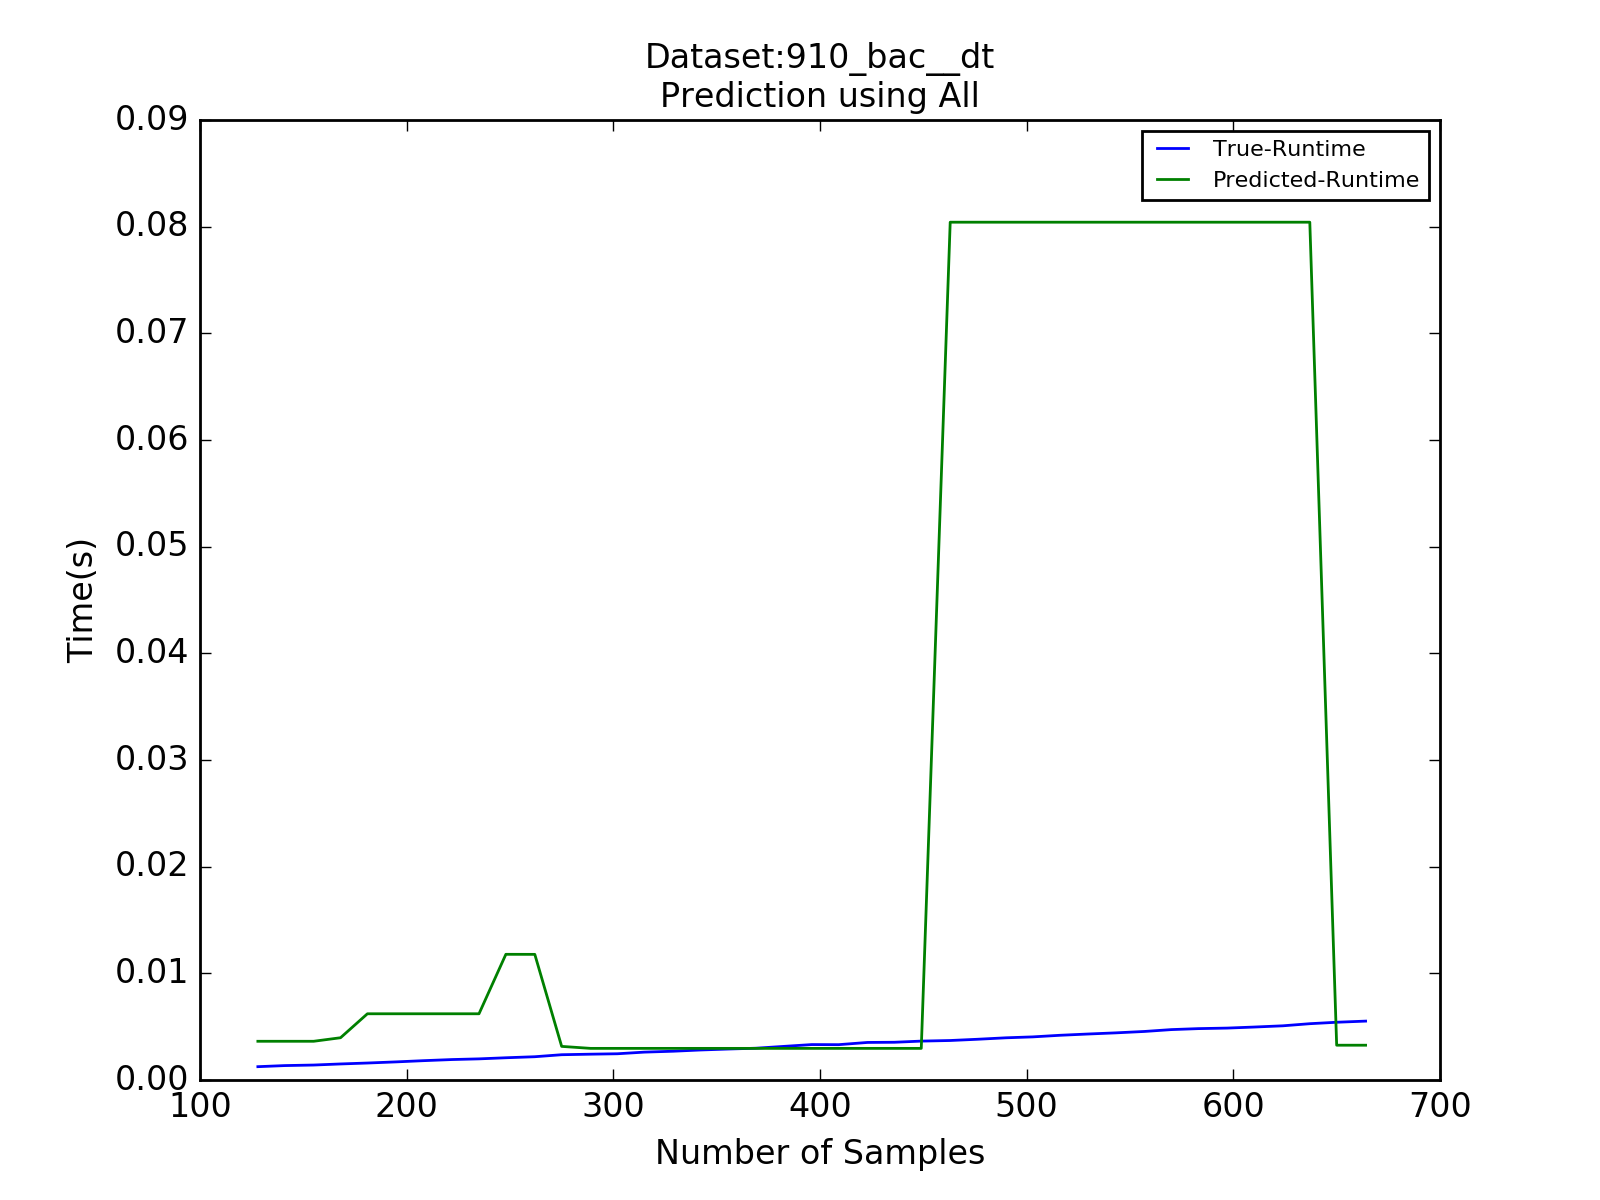 Dataset:910_bac__dt
Prediction using All
True-Runtime
Predicted-Runtime
0.09
0.08
0.07
0.06
0.05
0.04
0.03
0.02
0.01
0.00
Time(s)
100 200 300 400 500 600 700
Number of Samples